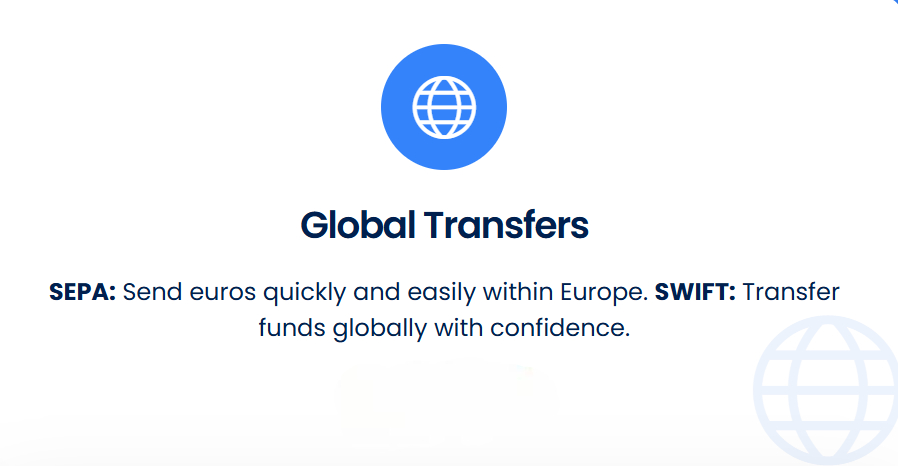 Global Transfers
SEPA: Send euros quickly and easily within Europe. SWIFT: Transfer
funds globally with confidence.